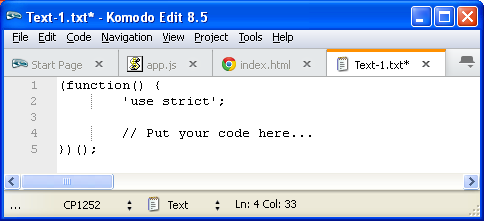 Text-1.txt* - Komodo Edit 8.5
File Edit Code Navigation View Project Tools Help
Start Page app.js index.html Text-1.txt*
1 (function() {
2 'use strict';
3
4 // Put your code here...
5 })();
... CP1252 Text Ln: 4 Col: 33